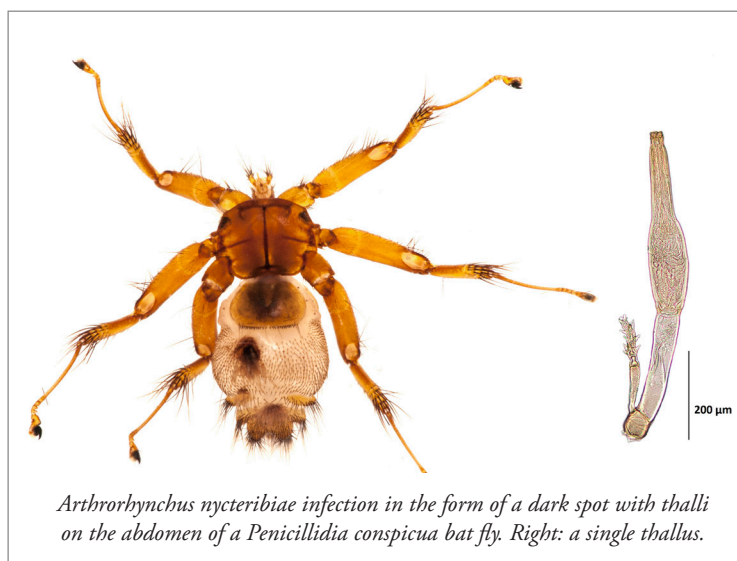 200 μm
Arthrorhynchus nycteribiae infection in the form of a dark spot with thalli
on the abdomen of a Penicillidia conspicua bat fly. Right: a single thallus.